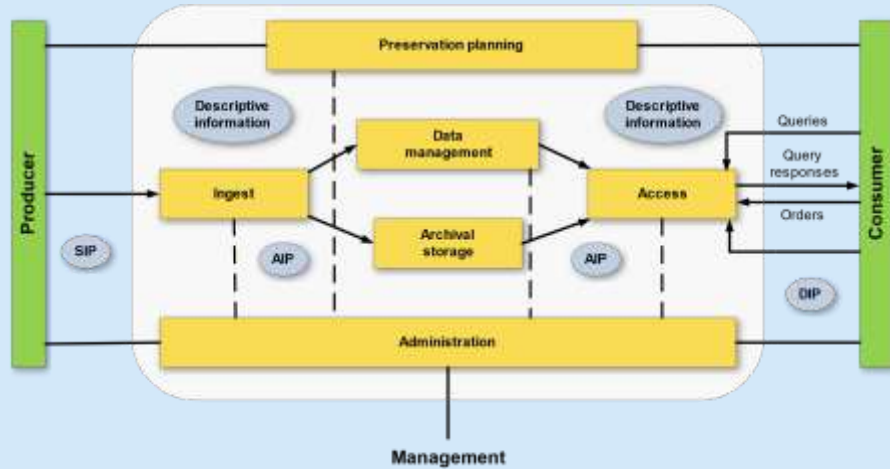 Preservation planning
Descriptive
information
Descriptive
information
Data
management
Queries
Query
responses
Producer
Ingest
Access
Consumer
Orders
Archival
storage
SIP
AIP
AIP
DIP
Administration
Management